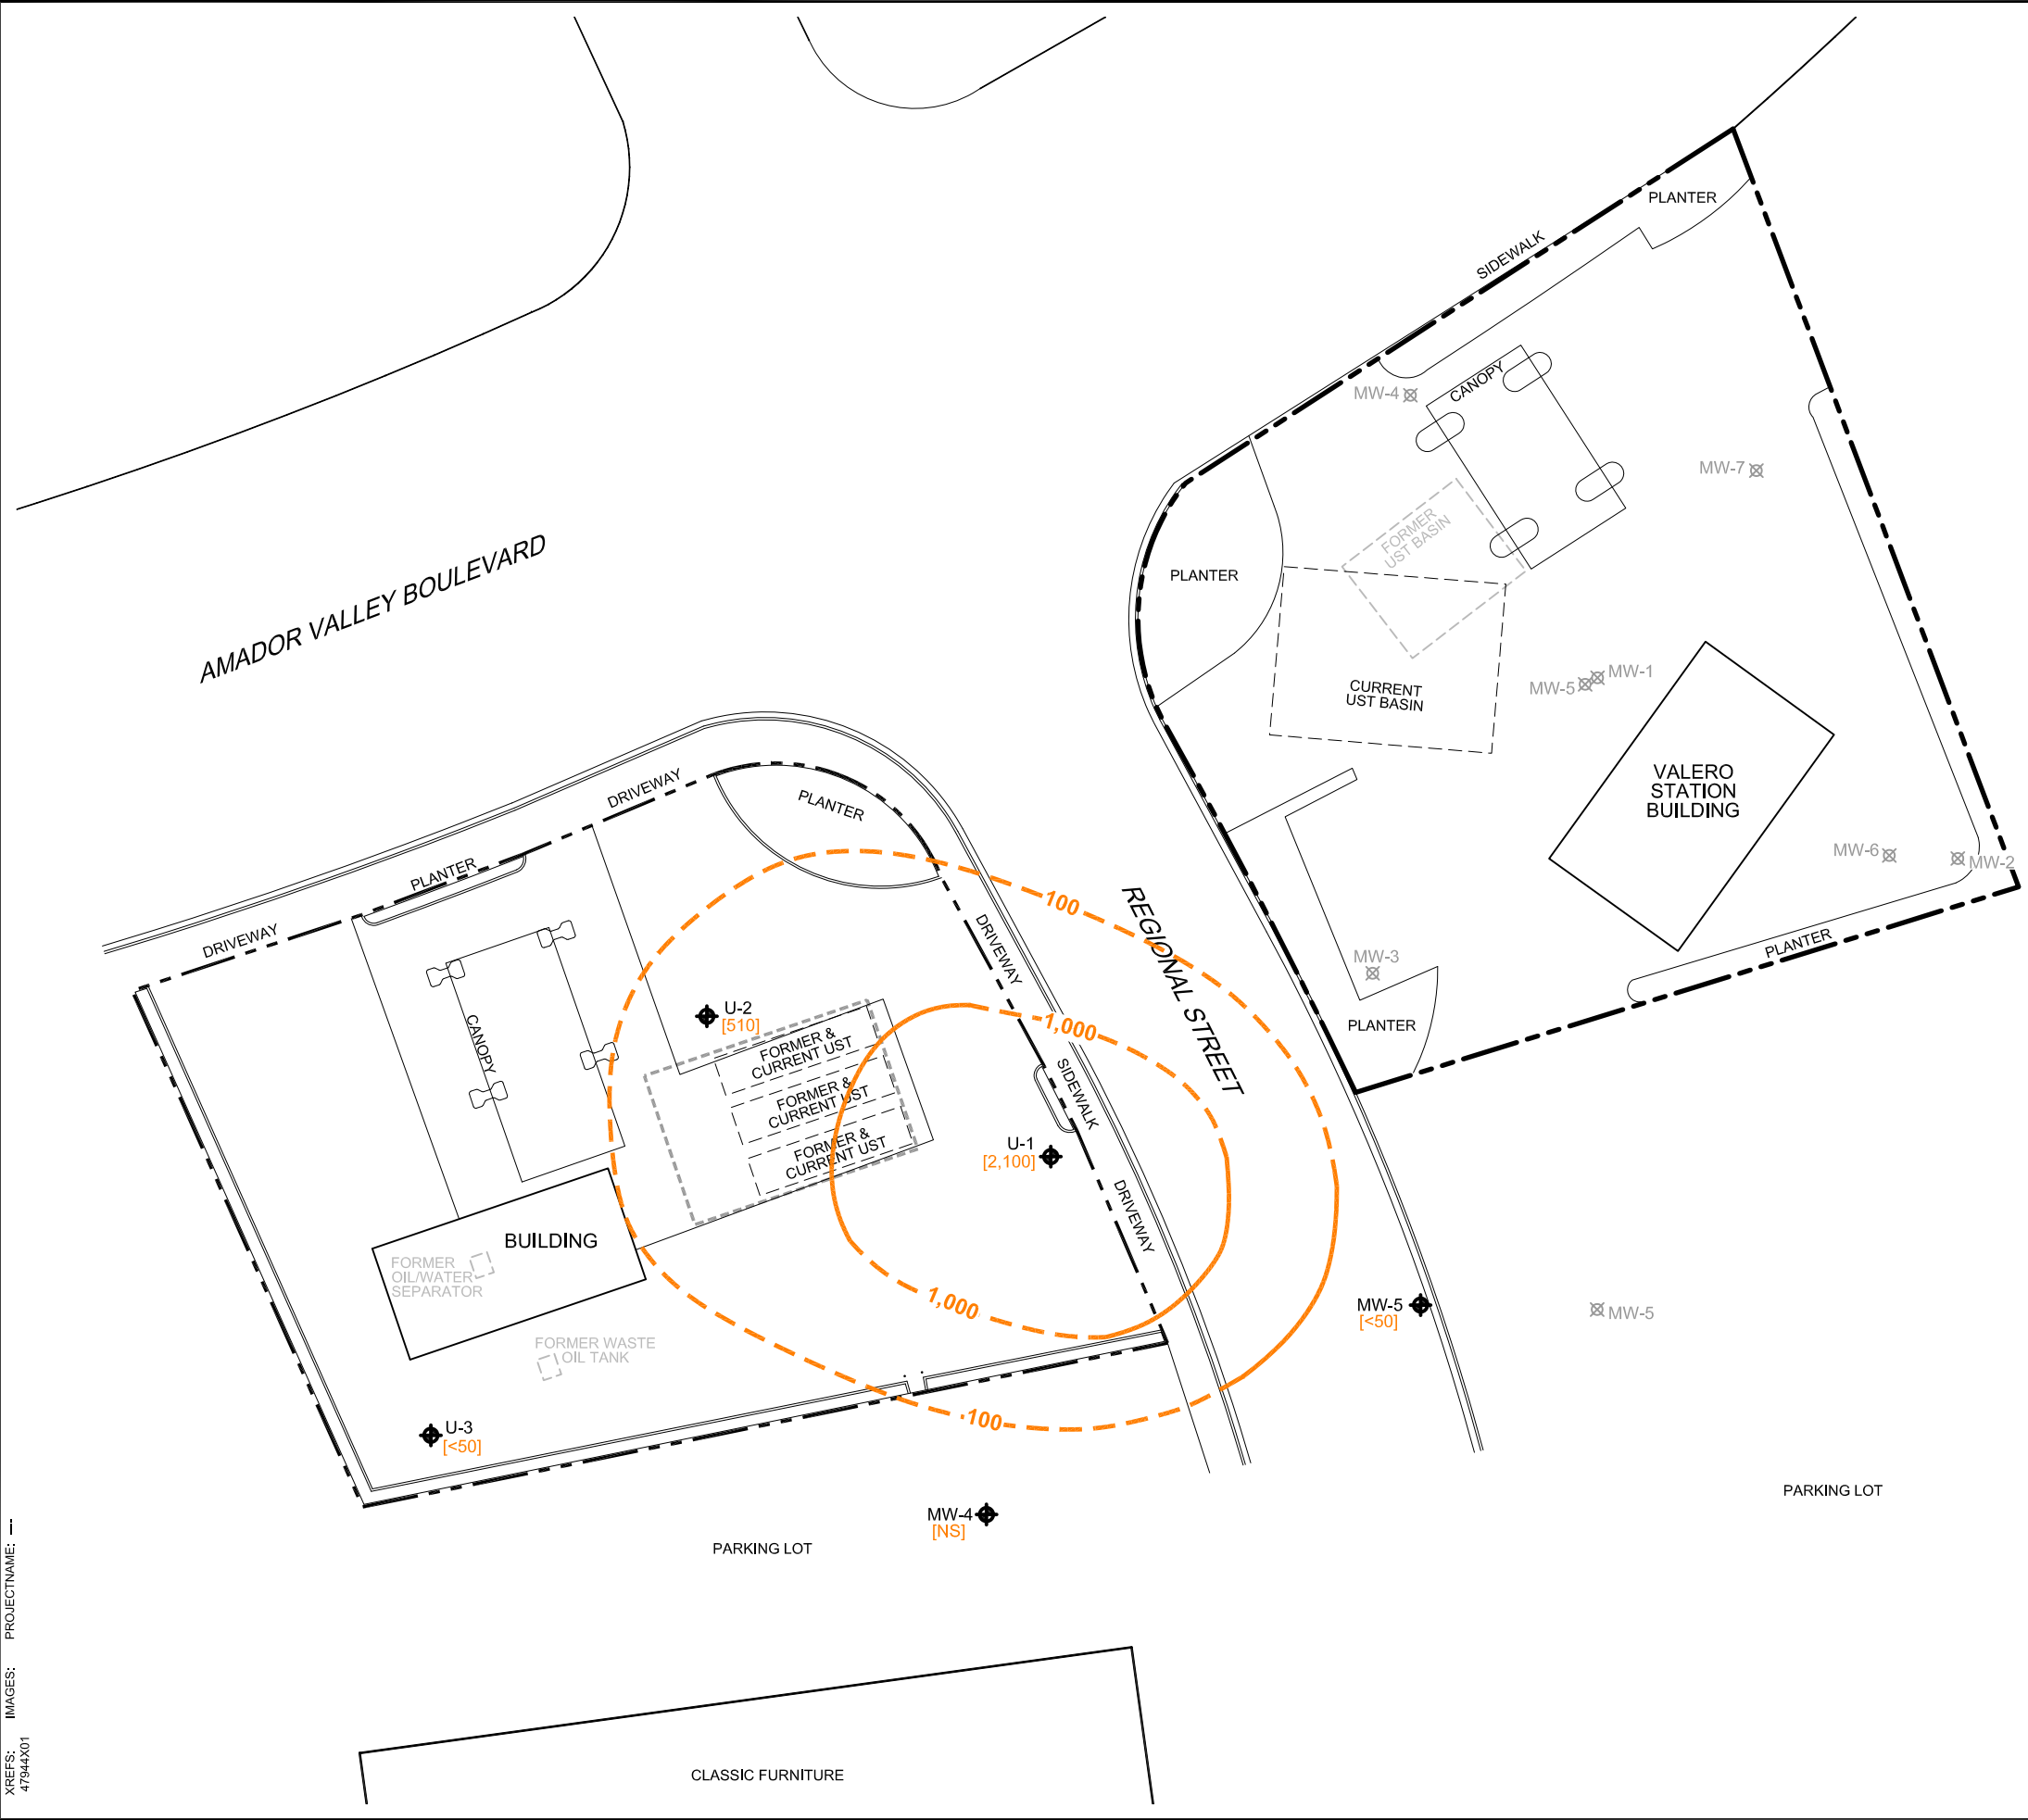 PLANTER
SIDEWALK
CANOPY
MW-4
MW-7
FORMER
UST BASIN
AMADOR VALLEY BOULEVARD
PLANTER
CURRENT
UST BASIN
MW-5
MW-1
VALERO
STATION
BUILDING
DRIVEWAY
PLANTER
MW-6
MW-2
PLANTER
DRIVEWAY
100
REGIONAL STREET
DRIVEWAY
PLANTER
MW-3
PLANTER
U-2
[510]
CANOPY
1,000
FORMER &
CURRENT UST
FORMER &
CURRENT UST
FORMER &
CURRENT UST
SIDEWALK
U-1
[2,100]
DRIVEWAY
BUILDING
FORMER
OIL/WATER
SEPARATOR
1,000
MW-5
[<50]
MW-5
FORMER WASTE
OIL TANK
100
U-3
[<50]
MW-4
[NS]
PARKING LOT
PARKING LOT
CLASSIC FURNITURE
XREFS: IMAGES: PROJECTNAME: ----
47944X01